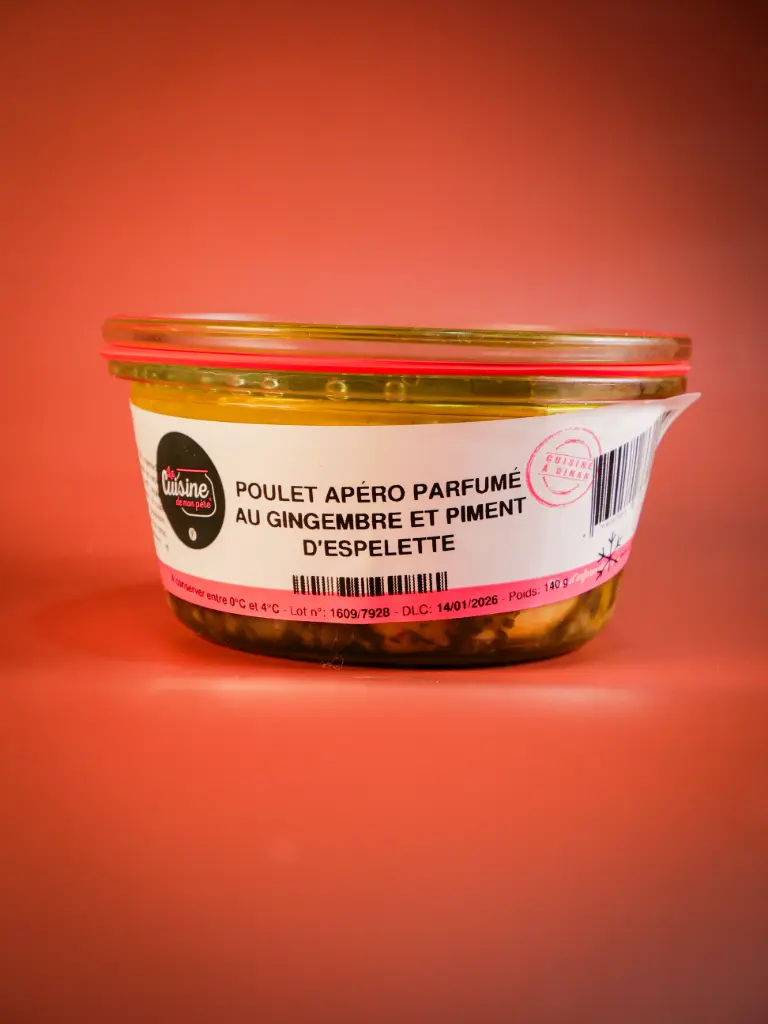 La
Cuisine
de mon père
POULET APÉRO PARFUMÉ
AU GINGEMBRE ET PIMENT
D'ESPELETTE
CUISINÉ
À DINAN
À conserver entre 0°C et 4°C - Lot n°: 1609/7928 - DLC: 14/01/2026 - Poids: 140 g